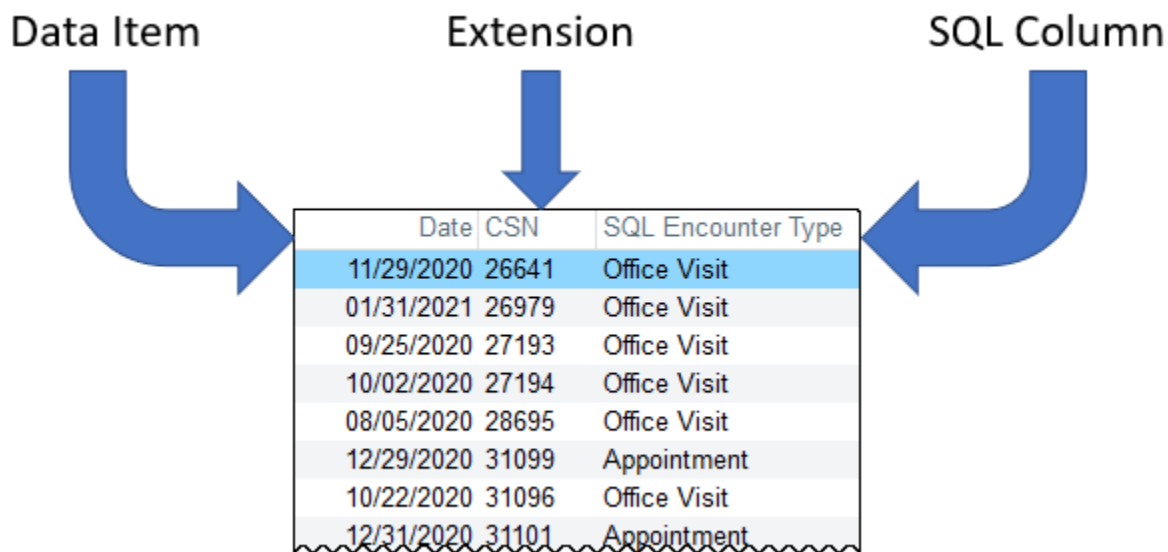 Data Item Extension SQL Column
Date CSN SQL Encounter Type
11/29/2020 26641 Office Visit
01/31/2021 26979 Office Visit
09/25/2020 27193 Office Visit
10/02/2020 27194 Office Visit
08/05/2020 28695 Office Visit
12/29/2020 31099 Appointment
10/22/2020 31096 Office Visit
12/31/2020 31101 Appointment